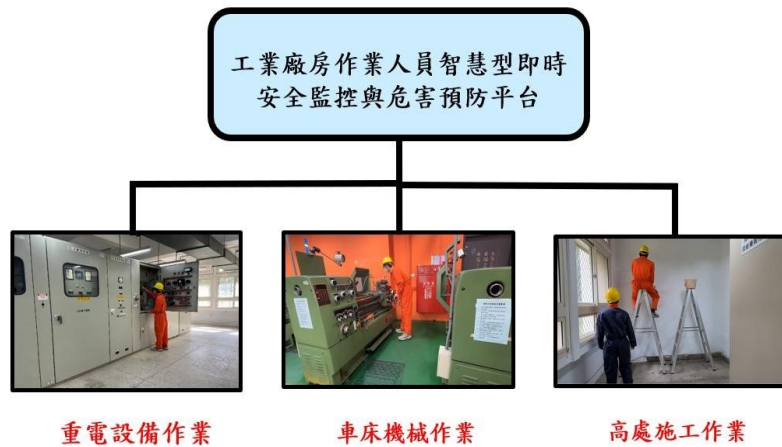 工業廠房作業人員智慧型即時
安全監控與危害預防平台
重電設備作業
車床機械作業
高處施工作業